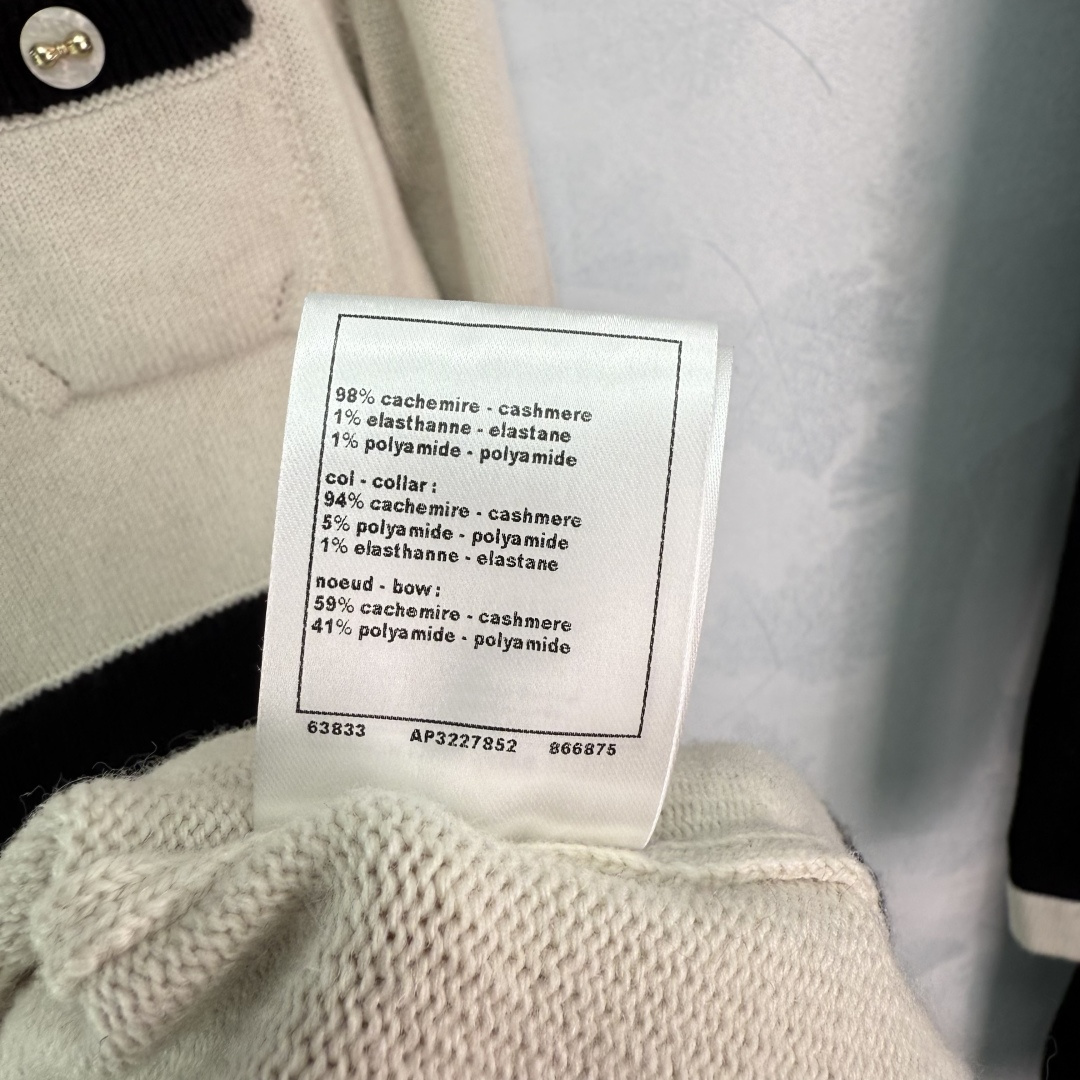 98% cachemire - cashmere
1% elasthanne - elastane
1% polyamide - polyamide
col - collar :
94% cachemire - cashmere
5% polyamide - polyamide
1% elasthanne - elastane
noeud - bow :
59% cachemire - cashmere
41% polyamide - polyamide
63833 AP3227852 866875